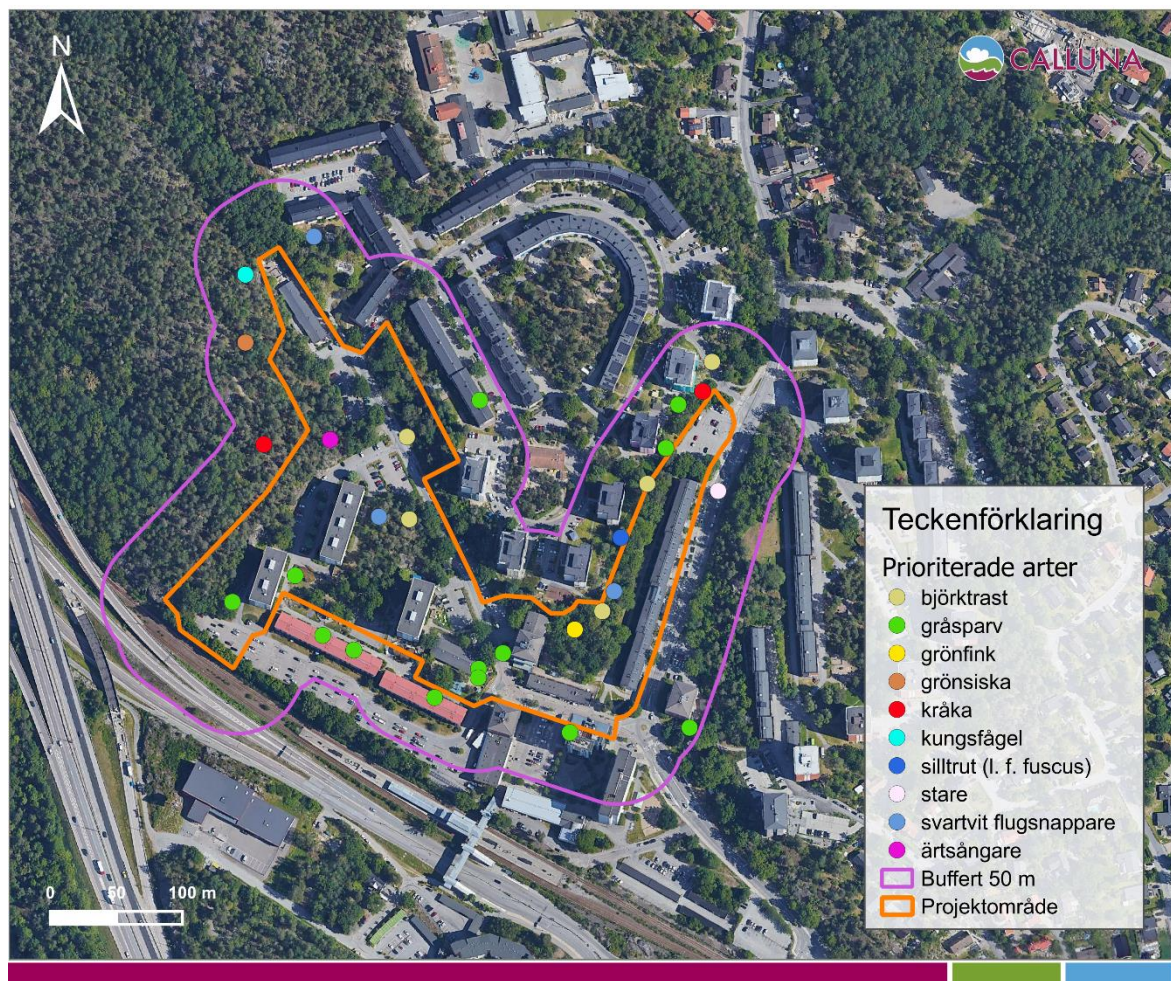 N
CALLUNA
Teckenförklaring
Prioriterade arter
björktrast
gråsparv
grönfink
grönsiska
kråka
kungsfågel
silltrut (l. f. fuscus)
stare
svartvit flugsnappare
ärtsångare
Buffert 50 m
Projektområde
0 50 100 m